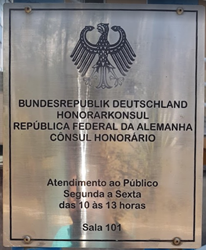 BUNDESREPUBLIK DEUTSCHLAND
HONORARKONSUL
REPÚBLICA FEDERAL DA ALEMANHA
CÔNSUL HONORÁRIO
Atendimento ao Público
Segunda a Sexta
das 10 às 13 horas
Sala 101